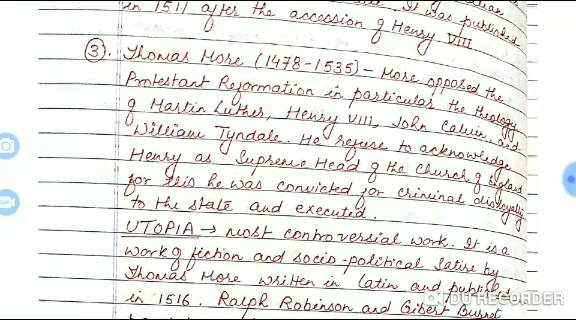 in 1511 after the accession of Henry VIII
It was published
③. Thomas More (1478-1535) - More opposed the
Protestant Reformation in particular the theology
of Martin Luther, Henry VIII, John Calvin and
William Tyndale. He refuse to acknowledge
Henry as Supreme Head of the Church of England
for this he was convicted for criminal disloyalty
to the state and executed.
UTOPIA → most controversial work. It is a
work of fiction and socio-political satire by
Thomas More written in Latin and published
in 1516. Ralph Robinson and Gibert Burnet
DU RECORDER